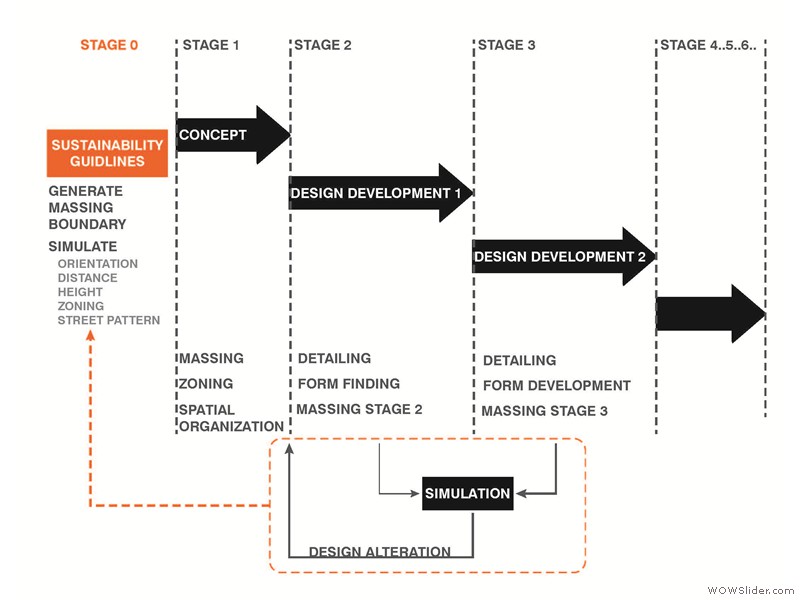 STAGE 0
STAGE 1
STAGE 2
STAGE 3
STAGE 4..5..6..
SUSTAINABILITY
GUIDLINES
GENERATE
MASSING
BOUNDARY
SIMULATE
ORIENTATION
DISTANCE
HEIGHT
ZONING
STREET PATTERN
CONCEPT
DESIGN DEVELOPMENT 1
DESIGN DEVELOPMENT 2
MASSING
ZONING
SPATIAL
ORGANIZATION
DETAILING
FORM FINDING
MASSING STAGE 2
DETAILING
FORM DEVELOPMENT
MASSING STAGE 3
SIMULATION
DESIGN ALTERATION
WOWSlider.com